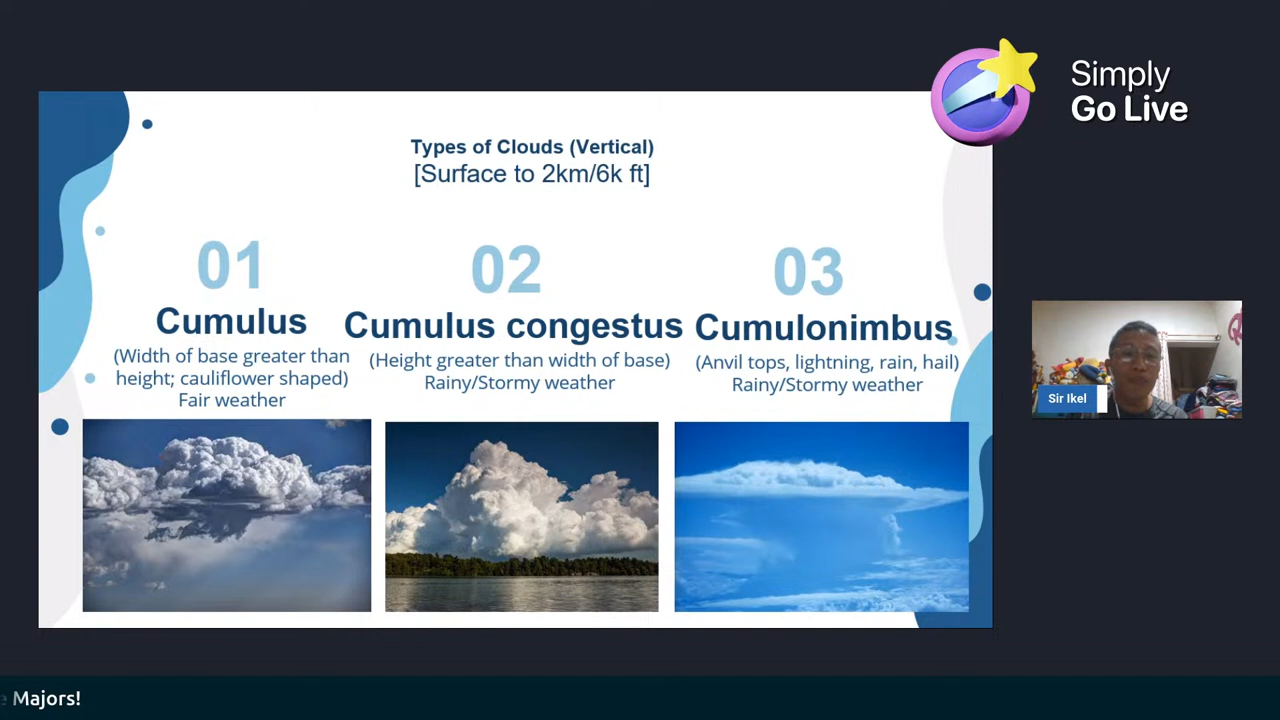 Simply
Go Live
Types of Clouds (Vertical)
[Surface to 2km/6k ft]
01
Cumulus
(Width of base greater than
height; cauliflower shaped)
Fair weather
02
Cumulus congestus
(Height greater than width of base)
Rainy/Stormy weather
03
Cumulonimbus
(Anvil tops, lightning, rain, hail)
Rainy/Stormy weather
Sir Ikel
Majors!